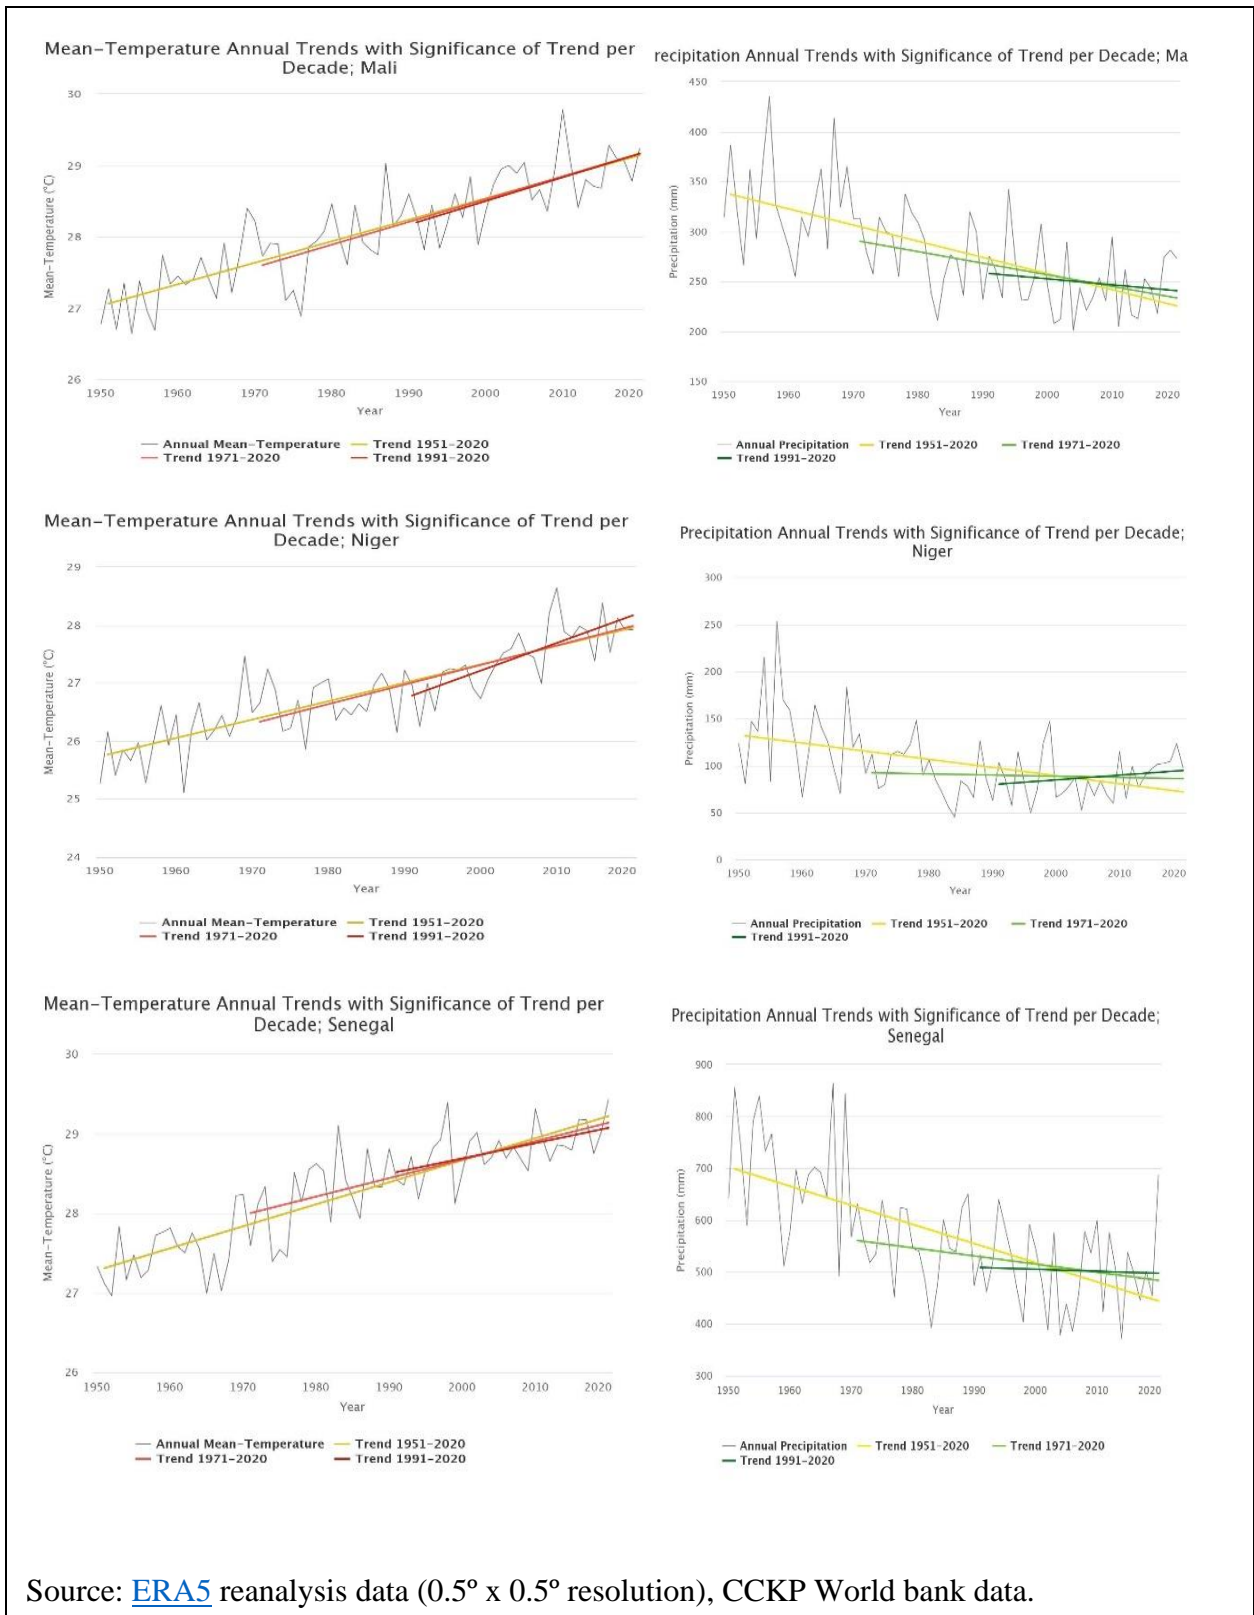 Mean-Temperature Annual Trends with Significance of Trend per
Decade; Mali
30
29
28
27
26
Mean-Temperature (°C)
1950 1960 1970 1980 1990 2000 2010 2020
Year
Annual Mean-Temperature Trend 1951-2020
Trend 1971-2020 Trend 1991-2020
recipitation Annual Trends with Significance of Trend per Decade; Ma
450
400
350
300
250
200
150
Precipitation (mm)
1950 1960 1970 1980 1990 2000 2010 2020
Year
Annual Precipitation Trend 1951-2020 Trend 1971-2020
Trend 1991-2020
Mean-Temperature Annual Trends with Significance of Trend per
Decade; Niger
29
28
27
26
25
24
Mean-Temperature (°C)
1950 1960 1970 1980 1990 2000 2010 2020
Year
Annual Mean-Temperature Trend 1951-2020
Trend 1971-2020 Trend 1991-2020
Precipitation Annual Trends with Significance of Trend per Decade;
Niger
300
250
200
150
100
50
0
Precipitation (mm)
1950 1960 1970 1980 1990 2000 2010 2020
Year
Annual Precipitation Trend 1951-2020 Trend 1971-2020
Trend 1991-2020
Mean-Temperature Annual Trends with Significance of Trend per
Decade; Senegal
30
29
28
27
26
Mean-Temperature (°C)
1950 1960 1970 1980 1990 2000 2010 2020
Year
Annual Mean-Temperature Trend 1951-2020
Trend 1971-2020 Trend 1991-2020
Precipitation Annual Trends with Significance of Trend per Decade;
Senegal
900
800
700
600
500
400
300
Precipitation (mm)
1950 1960 1970 1980 1990 2000 2010 2020
Year
Annual Precipitation Trend 1951-2020 Trend 1971-2020
Trend 1991-2020
Source: ERA5 reanalysis data (0.5° x 0.5° resolution), CCKP World bank data.